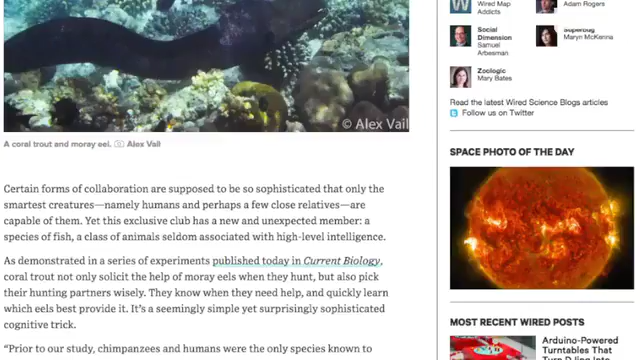 © Alex Vail
A coral trout and moray eel. Alex Vail
Certain forms of collaboration are supposed to be so sophisticated that only the
smartest creatures—namely humans and perhaps a few close relatives—are
capable of them. Yet this exclusive club has a new and unexpected member: a
species of fish, a class of animals seldom associated with high-level intelligence.
As demonstrated in a series of experiments published today in Current Biology,
coral trout not only solicit the help of moray eels when they hunt, but also pick
their hunting partners wisely. They know when they need help, and quickly learn
which eels best provide it. It's a seemingly simple yet surprisingly sophisticated
cognitive trick.
“Prior to our study, chimpanzees and humans were the only species known to
W
Wired Map
Addicts
Adam Rogers
Social
Dimension
Samuel
Arbesman
Superbug
Maryn McKenna
Zoologic
Mary Bates
Read the latest Wired Science Blogs articles
Follow us on Twitter
SPACE PHOTO OF THE DAY
MOST RECENT WIRED POSTS
Arduino-Powered
Turntables That
Turn DJing Into